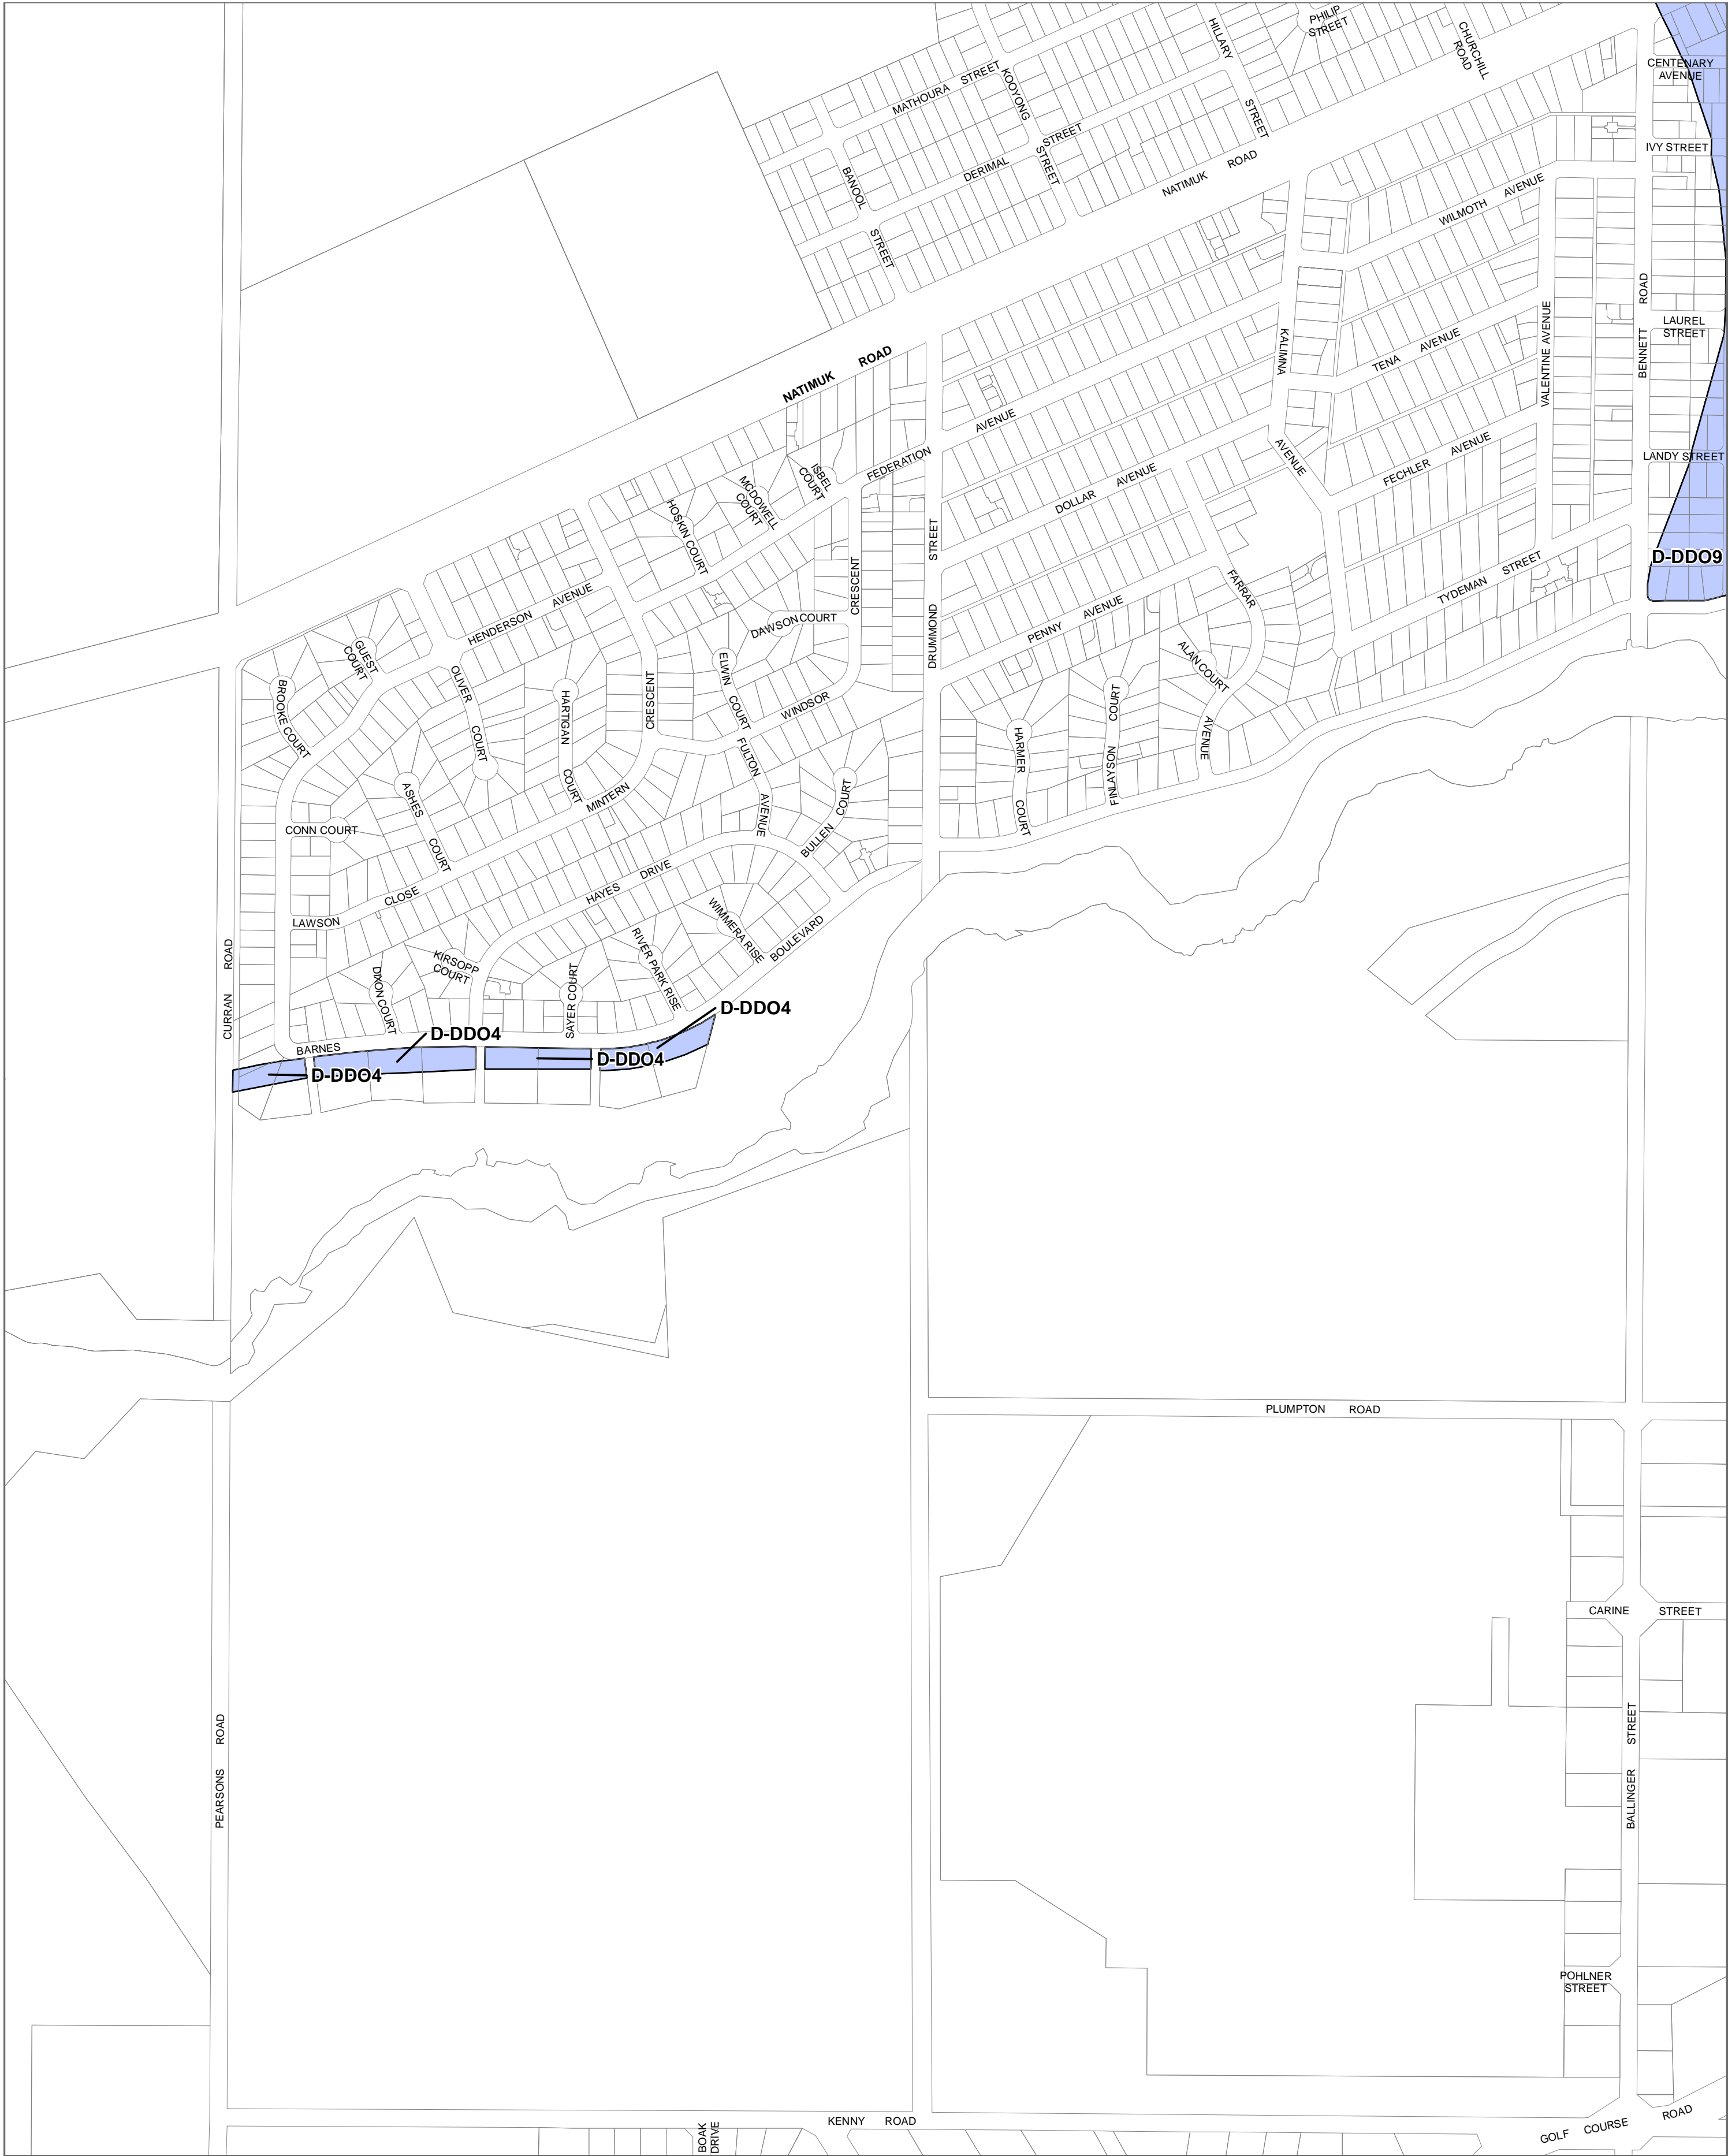 PHILIP
STREET
HILLARY
STREET
CHURCHILL
ROAD
CENTENARY
AVENUE
MATHOURA STREET
KOOYONG
STREET
IVY STREET
DERIMAL STREET
BANOOL
STREET
NATIMUK ROAD
WILMOTH AVENUE
BENNETT ROAD
LAUREL
STREET
VALENTINE AVENUE
KALIMNA
AVENUE
TENA AVENUE
NATIMUK ROAD
AVENUE
FEDERATION
FECHLER AVENUE
LANDY STREET
DOLLAR AVENUE
ISBEL
COURT
MCDOWELL
COURT
HOSKIN COURT
DRUMMOND STREET
D-DDO9
TYDEMAN STREET
CRESCENT
FARRAR
AVENUE
HENDERSON AVENUE
DAWSON COURT
PENNY AVENUE
GUEST
COURT
ALAN COURT
ELWIN COURT
OLIVER
COURT
BROOKE COURT
HARTIGAN
COURT
CRESCENT
WINDSOR
FINLAYSON COURT
HARMER
COURT
FULTON
AVENUE
ASHES
COURT
MINTERN
BULLEN COURT
CONN COURT
HAYES DRIVE
LAWSON CLOSE
WIMMERA RISE
BOULEVARD
RIVER PARK RISE
KIRSOPP
COURT
DIXON COURT
SAYER COURT
CURRAN ROAD
D-DDO4
D-DDO4
BARNES
D-DDO4
D-DDO4
PLUMPTON ROAD
CARINE STREET
PEARSONS ROAD
BALLINGER STREET
POHLNER
STREET
KENNY ROAD
BOAK
DRIVE
GOLF COURSE ROAD